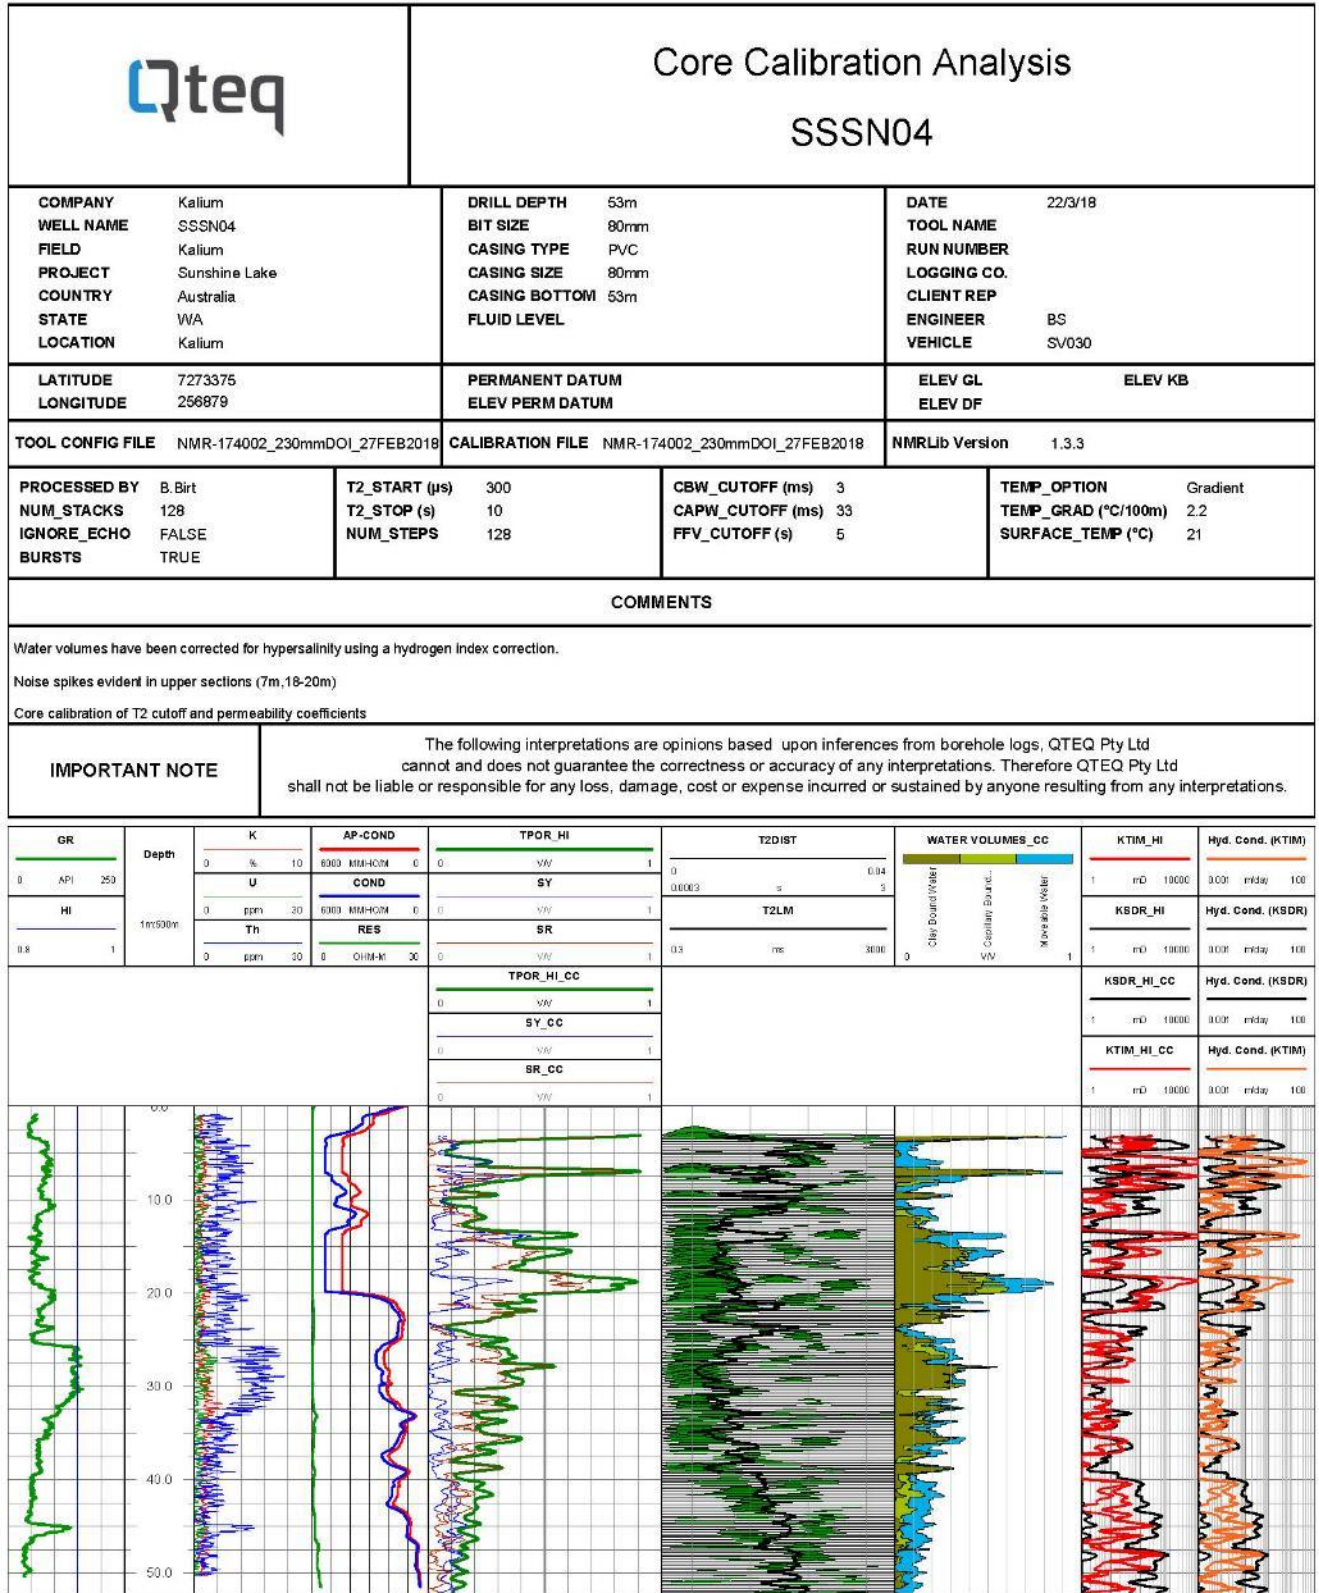 Qteq
Core Calibration Analysis
SSSN04
COMPANY Kalium
WELL NAME SSSN04
FIELD Kalium
PROJECT Sunshine Lake
COUNTRY Australia
STATE WA
LOCATION Kalium
DRILL DEPTH 53m
BIT SIZE 80mm
CASING TYPE PVC
CASING SIZE 80mm
CASING BOTTOM 53m
FLUID LEVEL
DATE 22/3/18
TOOL NAME
RUN NUMBER
LOGGING CO.
CLIENT REP
ENGINEER BS
VEHICLE SV030
LATITUDE 7273375
LONGITUDE 256879
PERMANENT DATUM
ELEV PERM DATUM
ELEV GL ELEV KB
ELEV DF
TOOL CONFIG FILE NMR-174002_230mmDOI_27FEB2018
CALIBRATION FILE NMR-174002_230mmDOI_27FEB2018
NMRLib Version 1.3.3
PROCESSED BY B.Birt
NUM_STACKS 128
IGNORE_ECHO FALSE
BURSTS TRUE
T2_START (µs) 300
T2_STOP (s) 10
NUM_STEPS 128
CBW_CUTOFF (ms) 3
CAPW_CUTOFF (ms) 33
FFV_CUTOFF (s) 5
TEMP_OPTION Gradient
TEMP_GRAD (°C/100m) 2.2
SURFACE_TEMP (°C) 21
COMMENTS
Water volumes have been corrected for hypersalinity using a hydrogen index correction.
Noise spikes evident in upper sections (7m,18-20m)
Core calibration of T2 cutoff and permeability coefficients
IMPORTANT NOTE
The following interpretations are opinions based upon inferences from borehole logs, QTEQ Pty Ltd
cannot and does not guarantee the correctness or accuracy of any interpretations. Therefore QTEQ Pty Ltd
shall not be liable or responsible for any loss, damage, cost or expense incurred or sustained by anyone resulting from any interpretations.
GR
0 API 250
HI
0.8 1
Depth
1m:500m
K
0 % 10
U
0 ppm 30
Th
0 ppm 30
AP-COND
6000 MMHO/M 0
COND
6000 MMHO/M 0
RES
0 OHM-M 30
TPOR_HI
0 V/V 1
SY
0 V/V 1
SR
0 V/V 1
TPOR_HI_CC
0 V/V 1
SY_CC
0 V/V 1
SR_CC
0 V/V 1
T2DIST
0 0.04
0.0003 s 3
T2LM
0.3 ms 3000
WATER VOLUMES_CC
Clay Bound Water
Capillary Bound...
Moveable Water
0 V/V 1
KTIM_HI
1 mD 10000
KSDR_HI
1 mD 10000
KSDR_HI_CC
1 mD 10000
KTIM_HI_CC
1 mD 10000
Hyd. Cond. (KTIM)
0.001 m/day 100
Hyd. Cond. (KSDR)
0.001 m/day 100
Hyd. Cond. (KSDR)
0.001 m/day 100
Hyd. Cond. (KTIM)
0.001 m/day 100
0.0
10.0
20.0
30.0
40.0
50.0